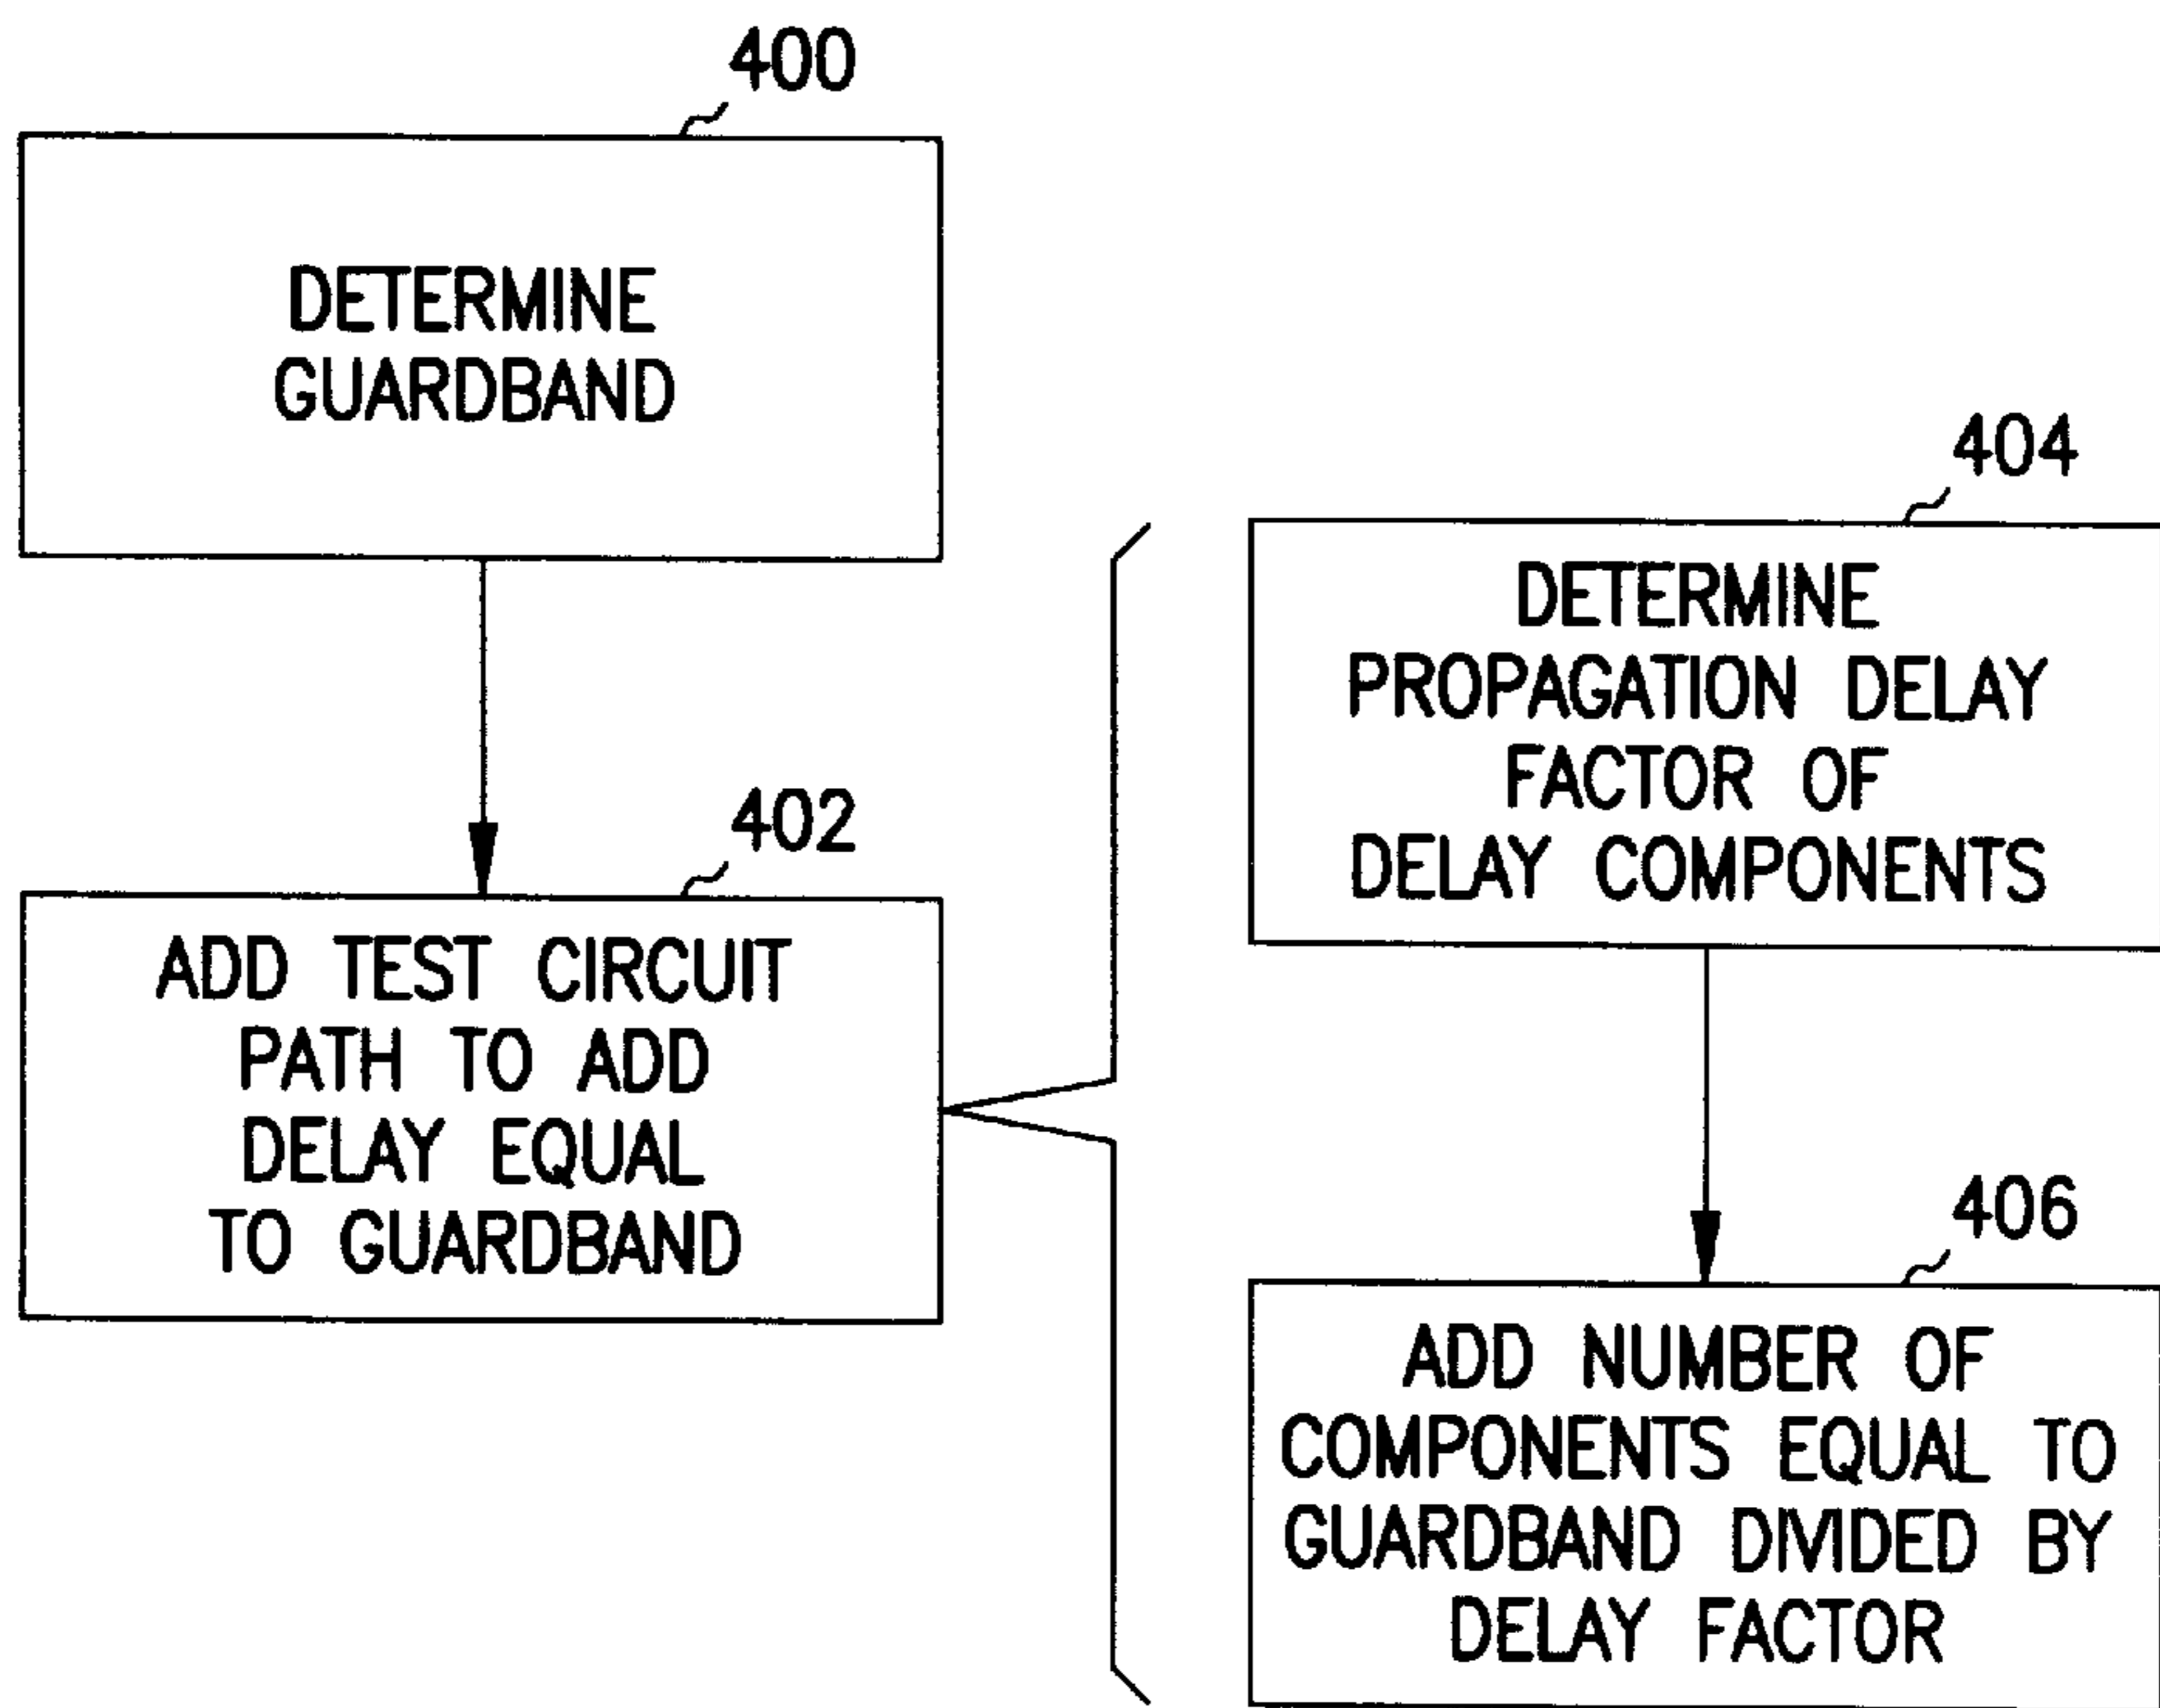 400
DETERMINE
GUARDBAND
402
ADD TEST CIRCUIT
PATH TO ADD
DELAY EQUAL
TO GUARDBAND
404
DETERMINE
PROPAGATION DELAY
FACTOR OF
DELAY COMPONENTS
406
ADD NUMBER OF
COMPONENTS EQUAL TO
GUARDBAND DIVIDED BY
DELAY FACTOR